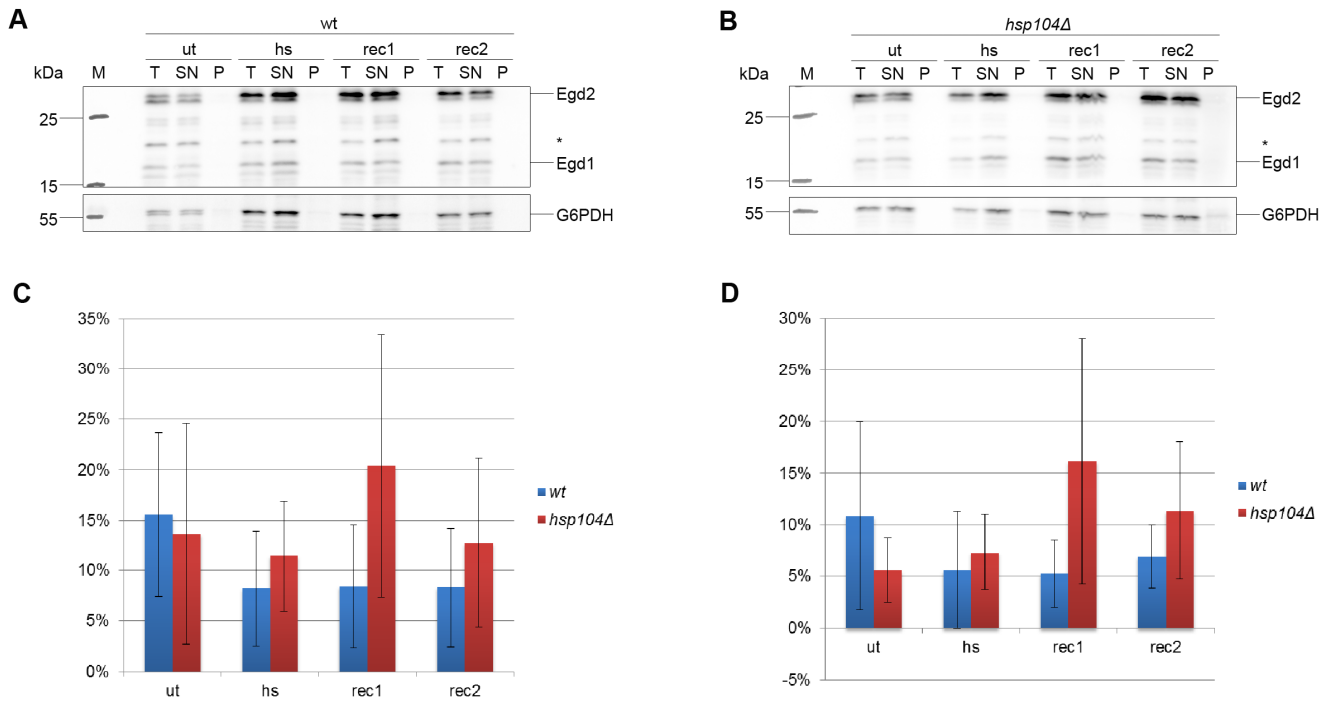 A
wt
ut hs rec1 rec2
kDa M T SN P T SN P T SN P T SN P
Egd2
25
*
Egd1
15
55
G6PDH
B
hsp104Δ
ut hs rec1 rec2
kDa M T SN P T SN P T SN P T SN P
Egd2
25
*
Egd1
15
55
G6PDH
C
35%
30%
25%
20%
15%
10%
5%
0%
ut hs rec1 rec2
wt
hsp104Δ
D
30%
25%
20%
15%
10%
5%
0%
-5%
ut hs rec1 rec2
wt
hsp104Δ